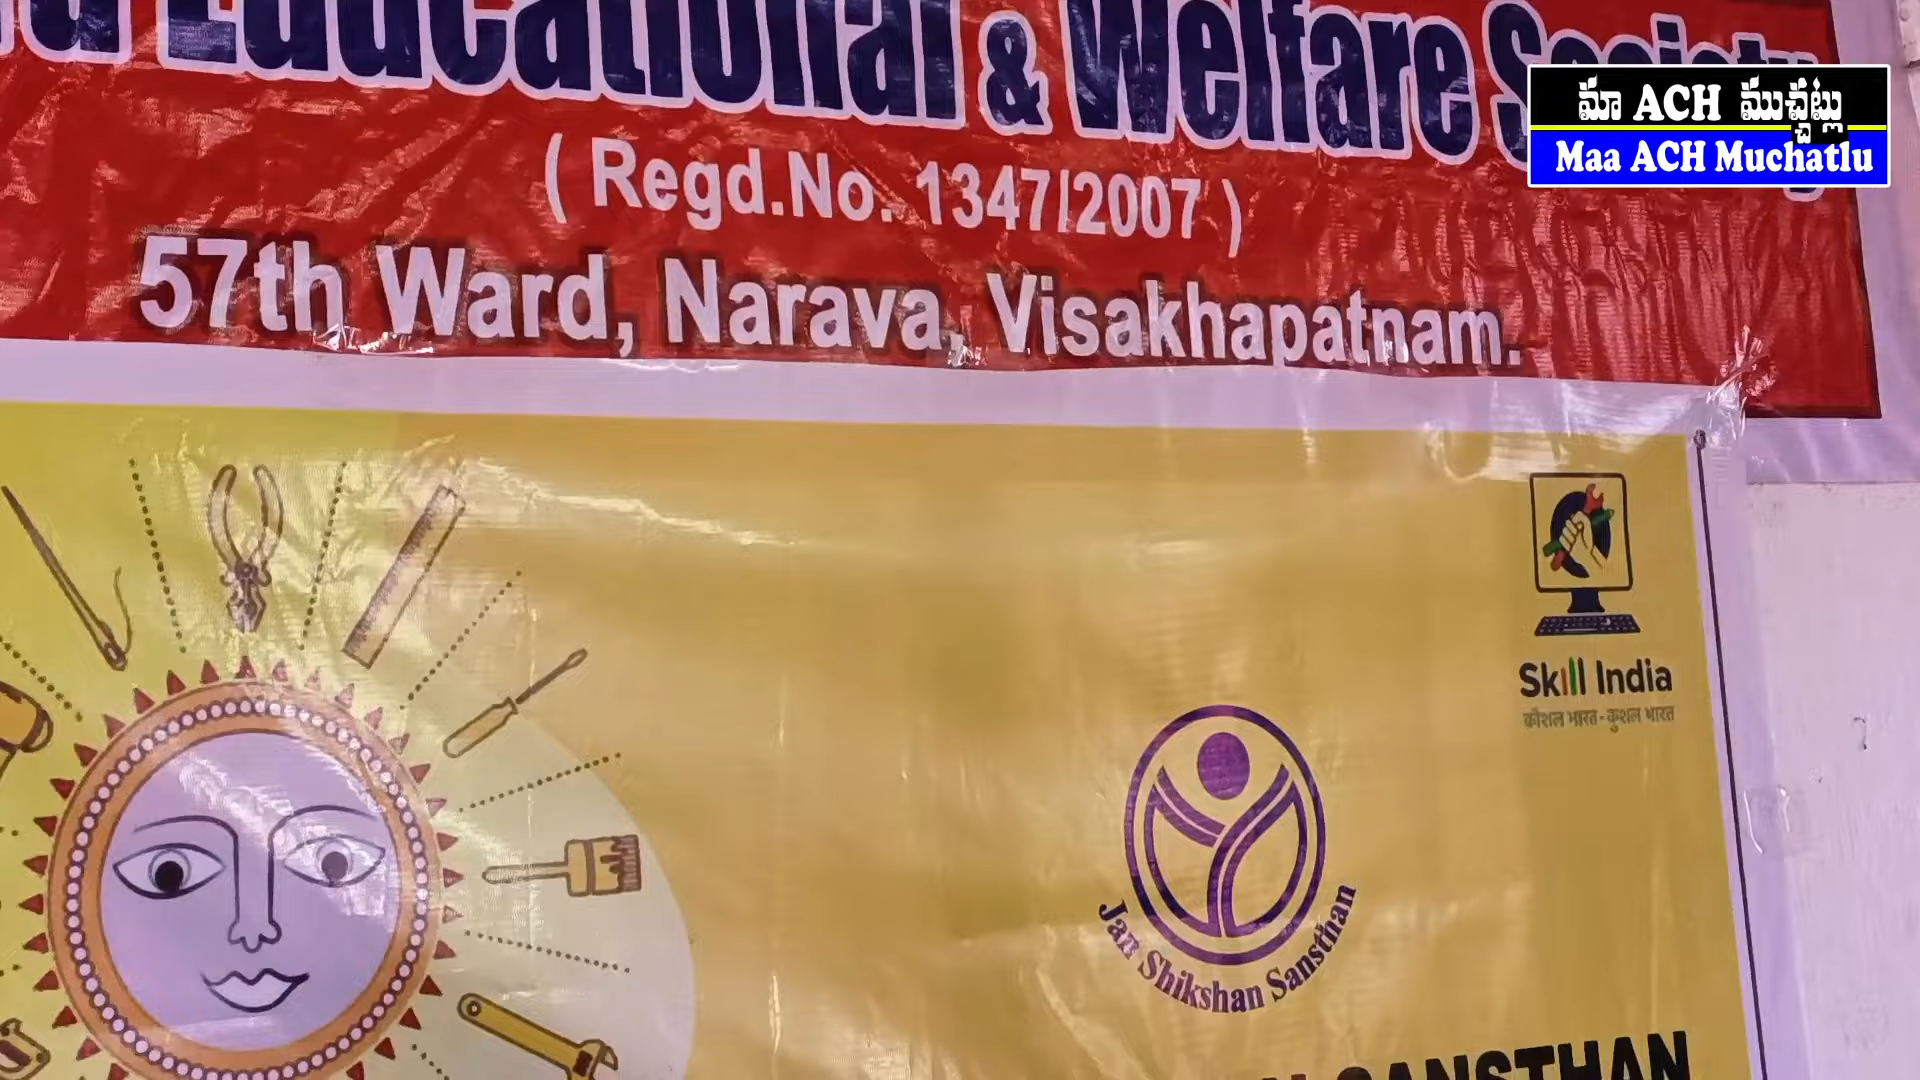 Educational & Welfare Society
( Regd.No. 1347/2007 )
57th Ward, Narava, Visakhapatnam.
మా ACH ముచ్చట్లు
Maa ACH Muchatlu
Skill India
कौशल भारत - कुशल भारत
Jan Shikshan Sansthan
SANSTHAN